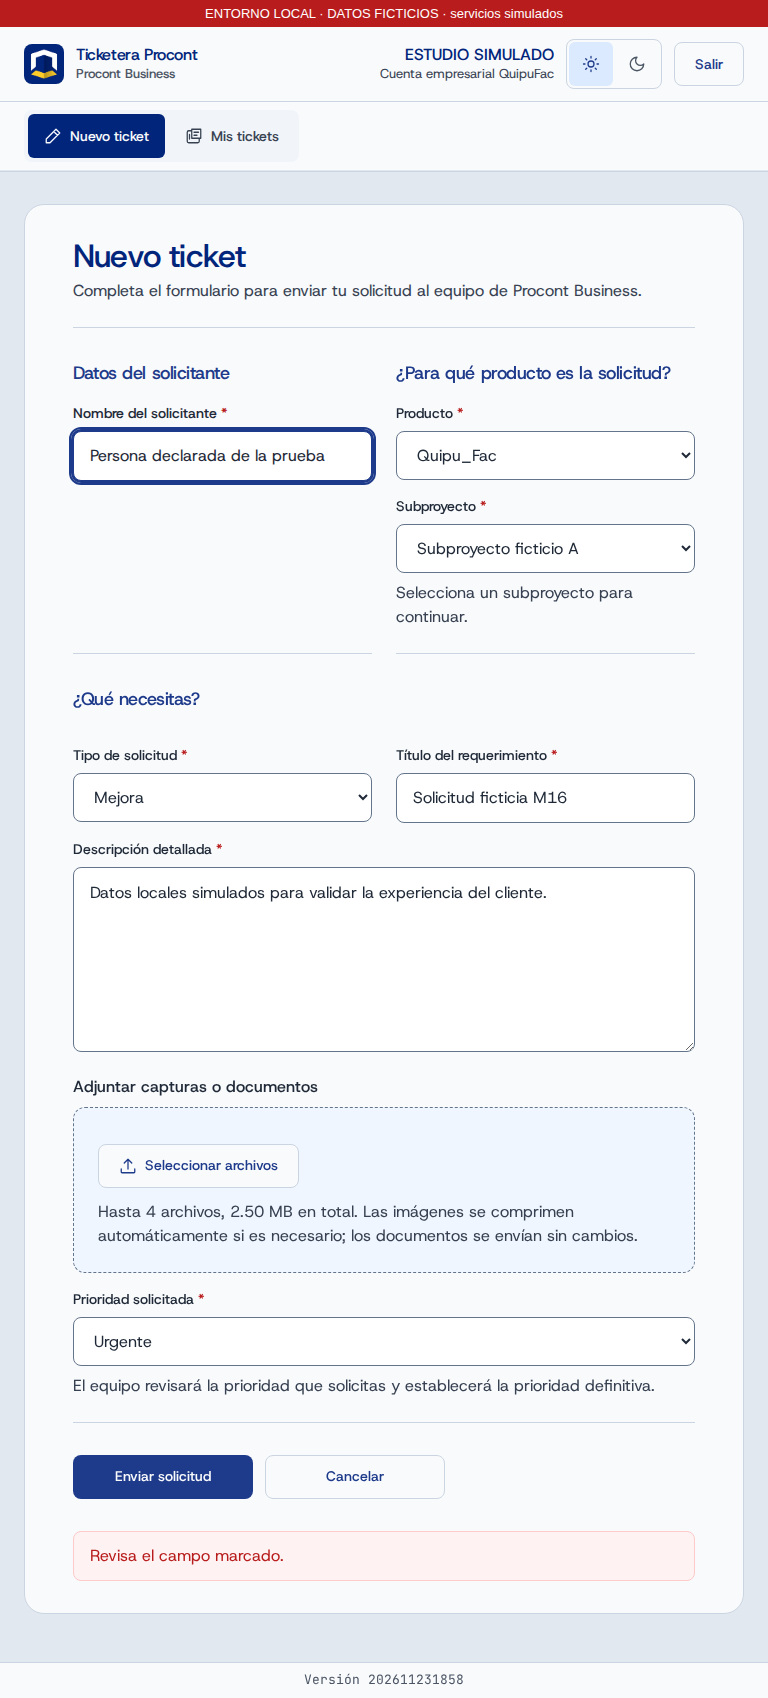 ENTORNO LOCAL · DATOS FICTICIOS · servicios simulados
Ticketera Procont
Procont Business
ESTUDIO SIMULADO
Cuenta empresarial QuipuFac
Salir
Nuevo ticket
Mis tickets
Nuevo ticket
Completa el formulario para enviar tu solicitud al equipo de Procont Business.
Datos del solicitante
Nombre del solicitante *
Persona declarada de la prueba
¿Para qué producto es la solicitud?
Producto *
Quipu_Fac
Subproyecto *
Subproyecto ficticio A
Selecciona un subproyecto para
continuar.
¿Qué necesitas?
Tipo de solicitud *
Mejora
Título del requerimiento *
Solicitud ficticia M16
Descripción detallada *
Datos locales simulados para validar la experiencia del cliente.
Adjuntar capturas o documentos
Seleccionar archivos
Hasta 4 archivos, 2.50 MB en total. Las imágenes se comprimen
automáticamente si es necesario; los documentos se envían sin cambios.
Prioridad solicitada *
Urgente
El equipo revisará la prioridad que solicitas y establecerá la prioridad definitiva.
Enviar solicitud
Cancelar
Revisa el campo marcado.
Versión 202611231858